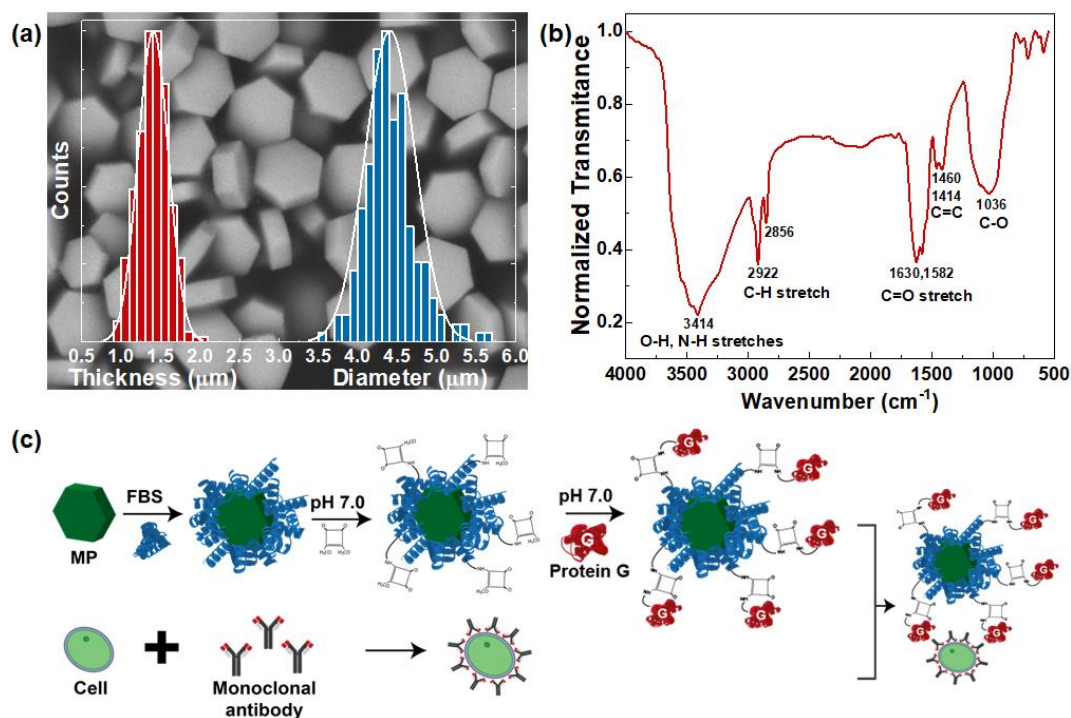 (a)
Counts
0.5 1.0 1.5 2.0 2.5 3.0 3.5 4.0 4.5 5.0 5.5 6.0
Thickness (μm) Diameter (μm)
(b)
Normalized Transmitance
1.0
0.8
0.6
0.4
0.2
3414
O-H, N-H stretches
2922
2856
C-H stretch
1630,1582
C=O stretch
1460
1414
C=C
1036
C-O
4000 3500 3000 2500 2000 1500 1000 500
Wavenumber (cm-1)
(c)
MP
FBS
pH 7.0
pH 7.0
Protein G
G
G
G
G
G
G
G
G
G
G
G
Cell
Monoclonal
antibody